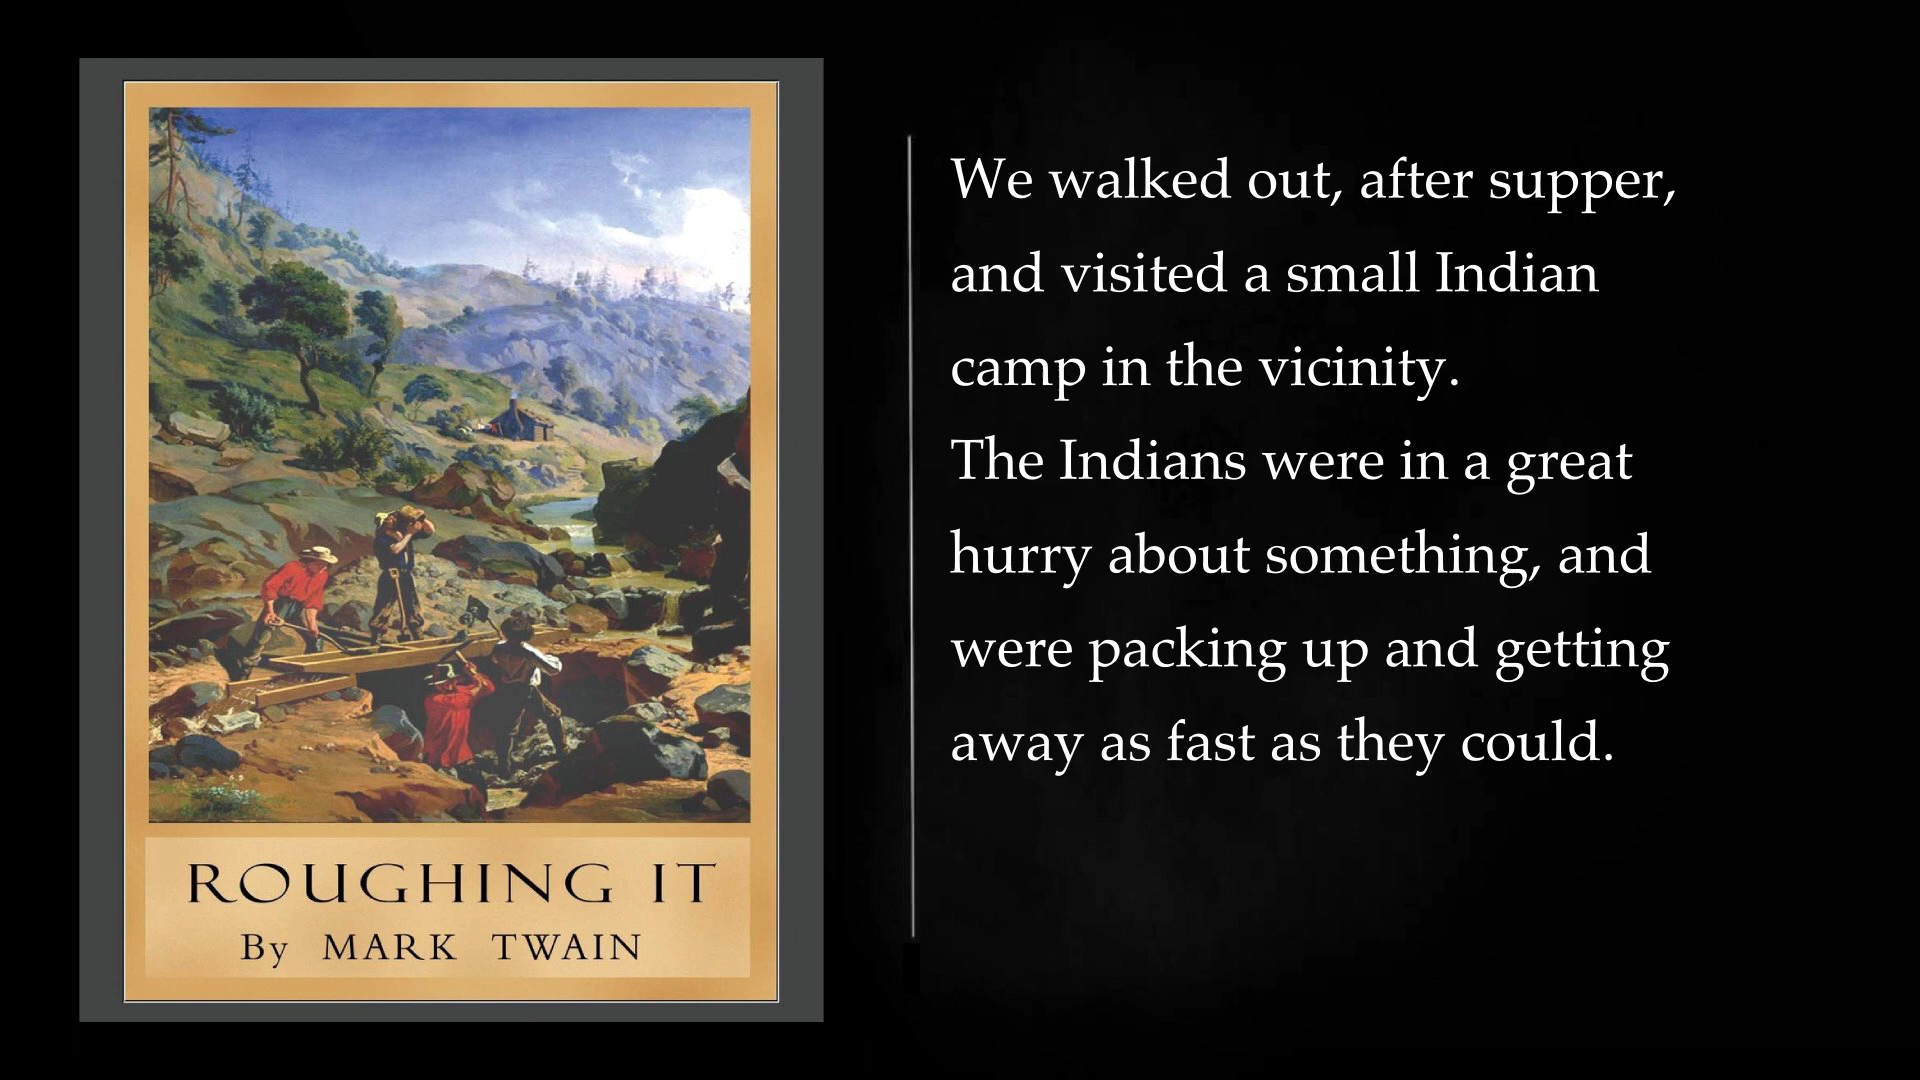 ROUGHING IT
By MARK TWAIN
We walked out, after supper,
and visited a small Indian
camp in the vicinity.
The Indians were in a great
hurry about something, and
were packing up and getting
away as fast as they could.